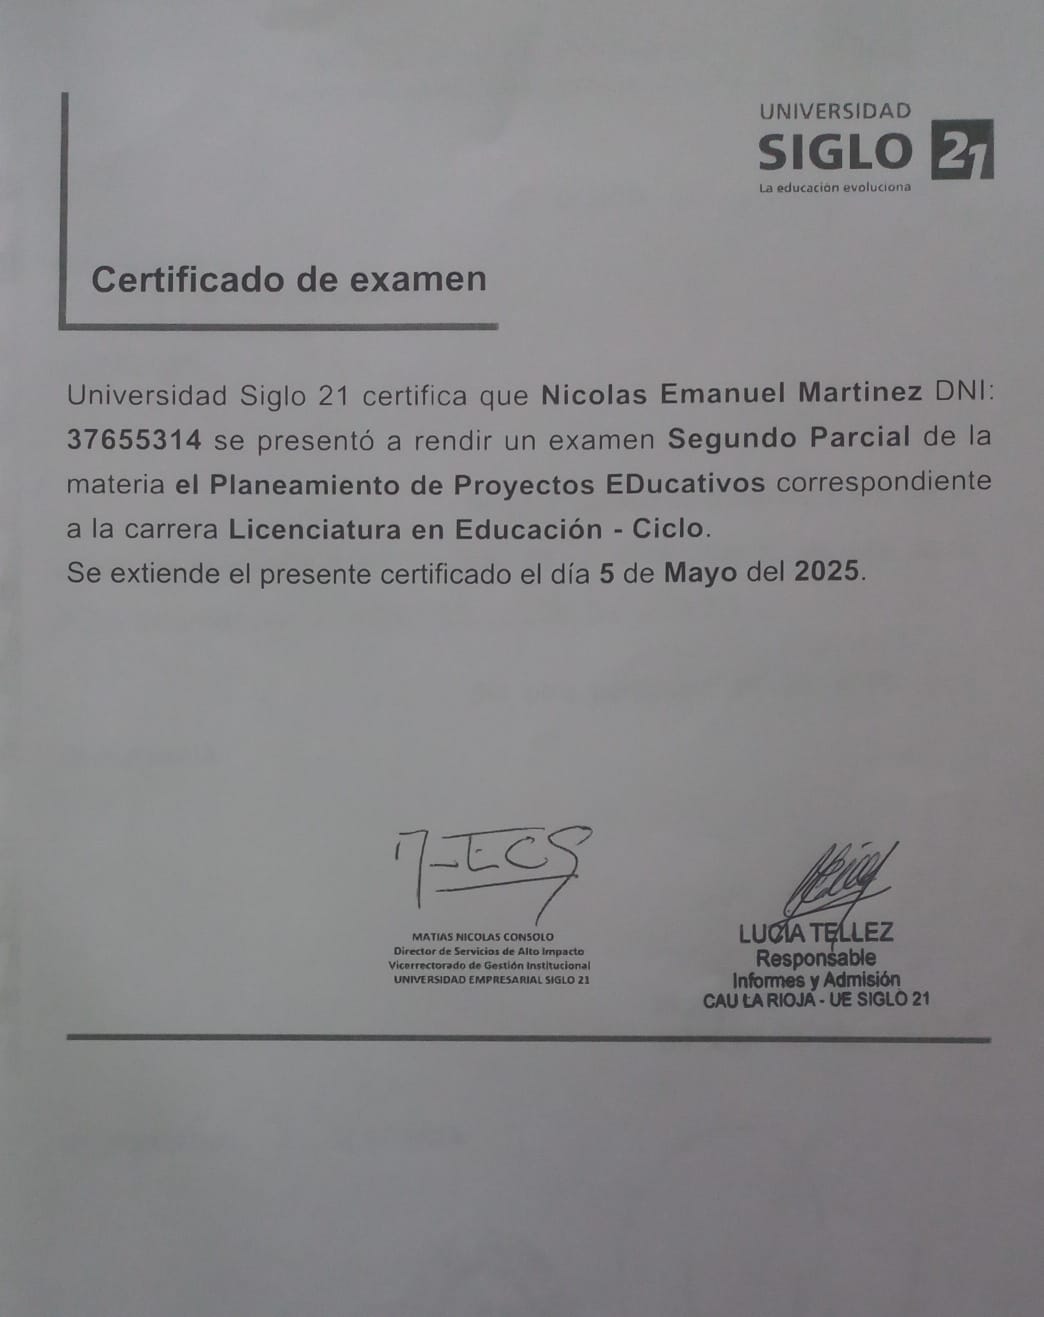 UNIVERSIDAD
SIGLO 21
La educación evoluciona
Certificado de examen
Universidad Siglo 21 certifica que Nicolas Emanuel Martinez DNI:
37655314 se presentó a rendir un examen Segundo Parcial de la
materia el Planeamiento de Proyectos EDucativos correspondiente
a la carrera Licenciatura en Educación - Ciclo.
Se extiende el presente certificado el día 5 de Mayo del 2025.
MATIAS NICOLAS CONSOLO
Director de Servicios de Alto Impacto
Vicerrectorado de Gestión Institucional
UNIVERSIDAD EMPRESARIAL SIGLO 21
LUCIA TELLEZ
Responsable
Informes y Admisión
CAU LA RIOJA - UE SIGLO 21